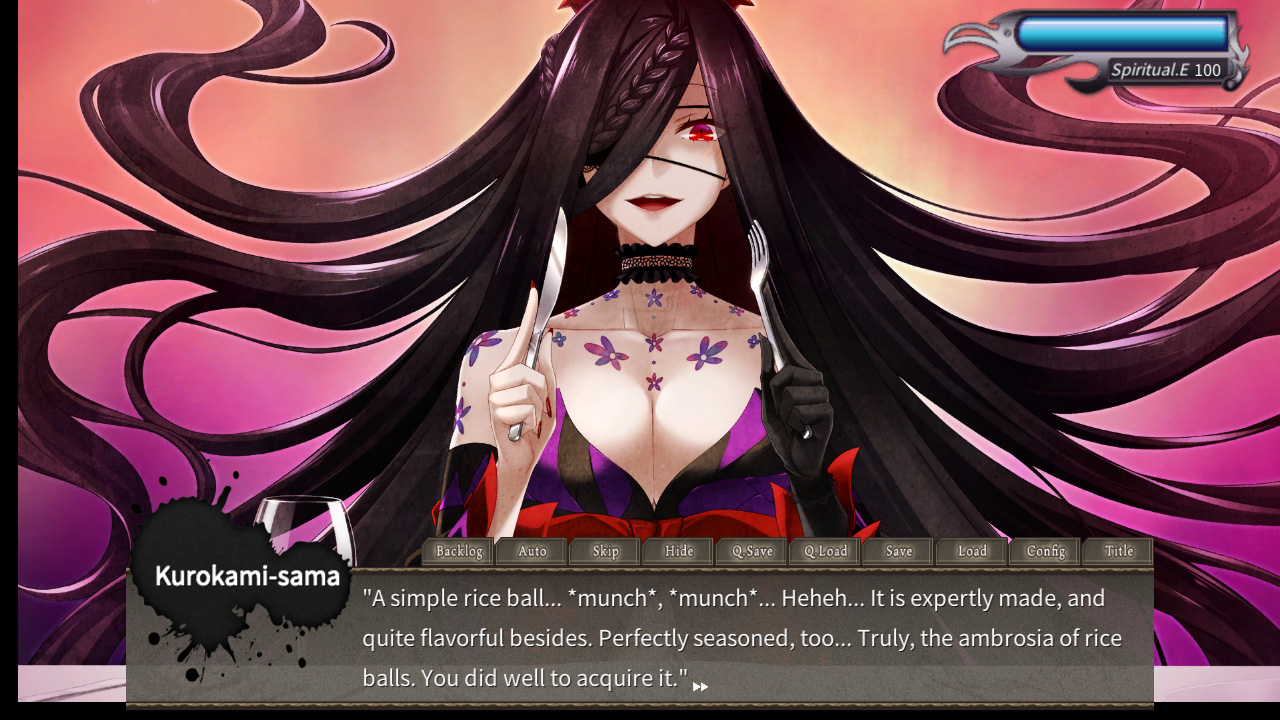 Spiritual.E 100
Backlog Auto Skip Hide Q.Save Q.Load Save Load Config Title
Kurokami-sama
"A simple rice ball... *munch*, *munch*... Heheh... It is expertly made, and
quite flavorful besides. Perfectly seasoned, too... Truly, the ambrosia of rice
balls. You did well to acquire it."